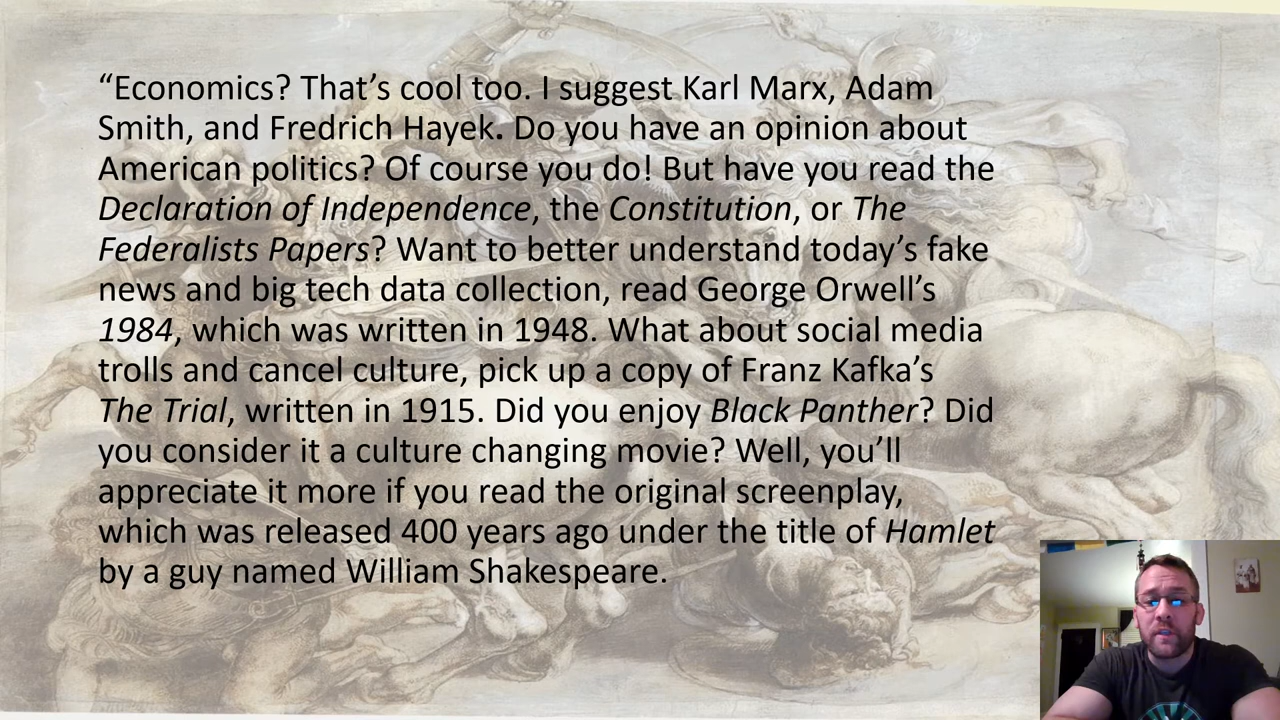 “Economics? That’s cool too. I suggest Karl Marx, Adam
Smith, and Fredrich Hayek. Do you have an opinion about
American politics? Of course you do! But have you read the
Declaration of Independence, the Constitution, or The
Federalists Papers? Want to better understand today’s fake
news and big tech data collection, read George Orwell’s
1984, which was written in 1948. What about social media
trolls and cancel culture, pick up a copy of Franz Kafka’s
The Trial, written in 1915. Did you enjoy Black Panther? Did
you consider it a culture changing movie? Well, you’ll
appreciate it more if you read the original screenplay,
which was released 400 years ago under the title of Hamlet
by a guy named William Shakespeare.